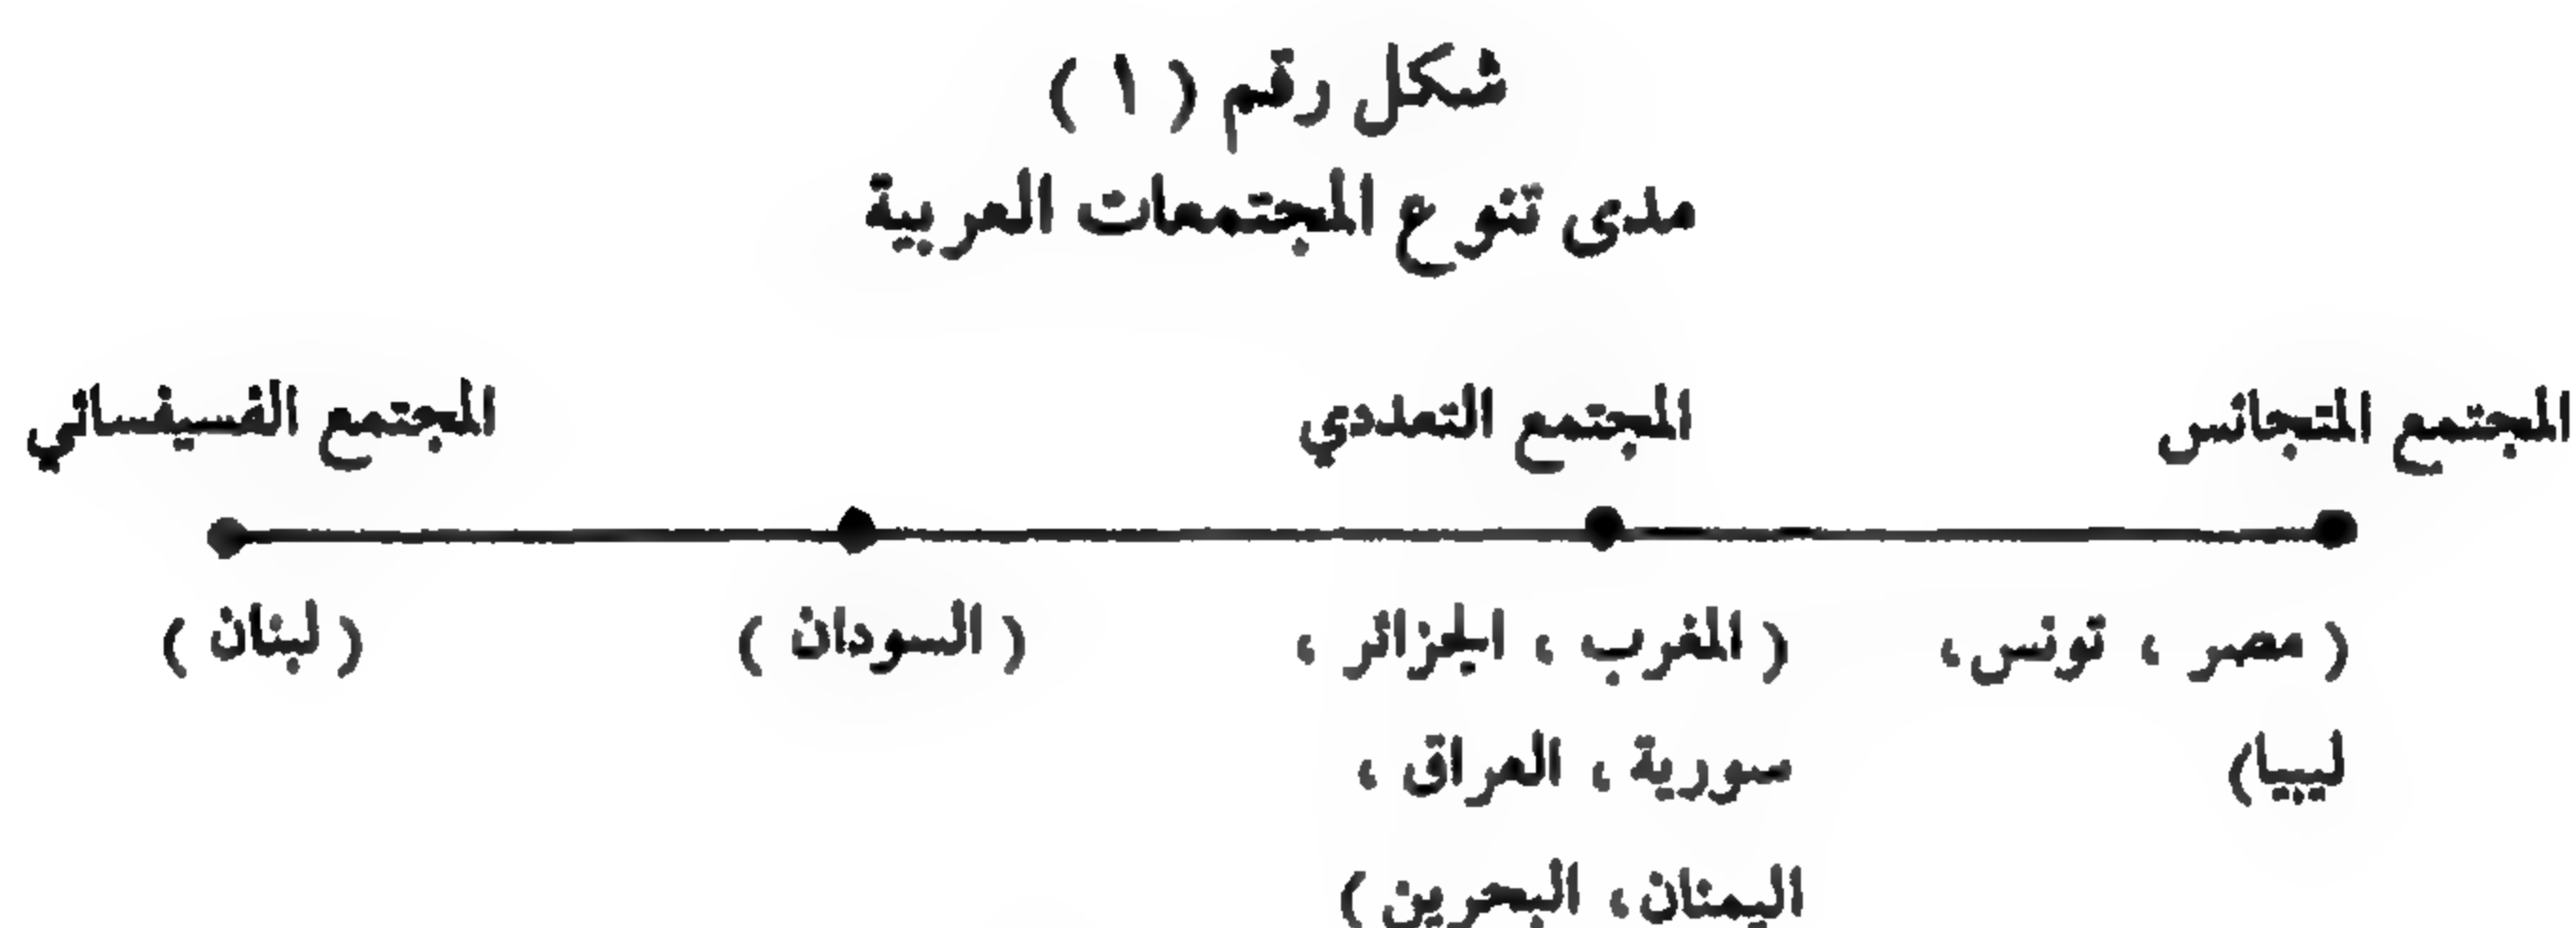 شكل رقم ( ١ )
مدى تنوع المجتمعات العربية
المجتمع المتجانس المجتمع التعددي المجتمع الفسيفسائي
( مصر ، تونس، ( المغرب ، الجزائر ، ( السودان ) ( لبنان )
ليبيا) سورية ، العراق ،
اليمنان، البحرين )